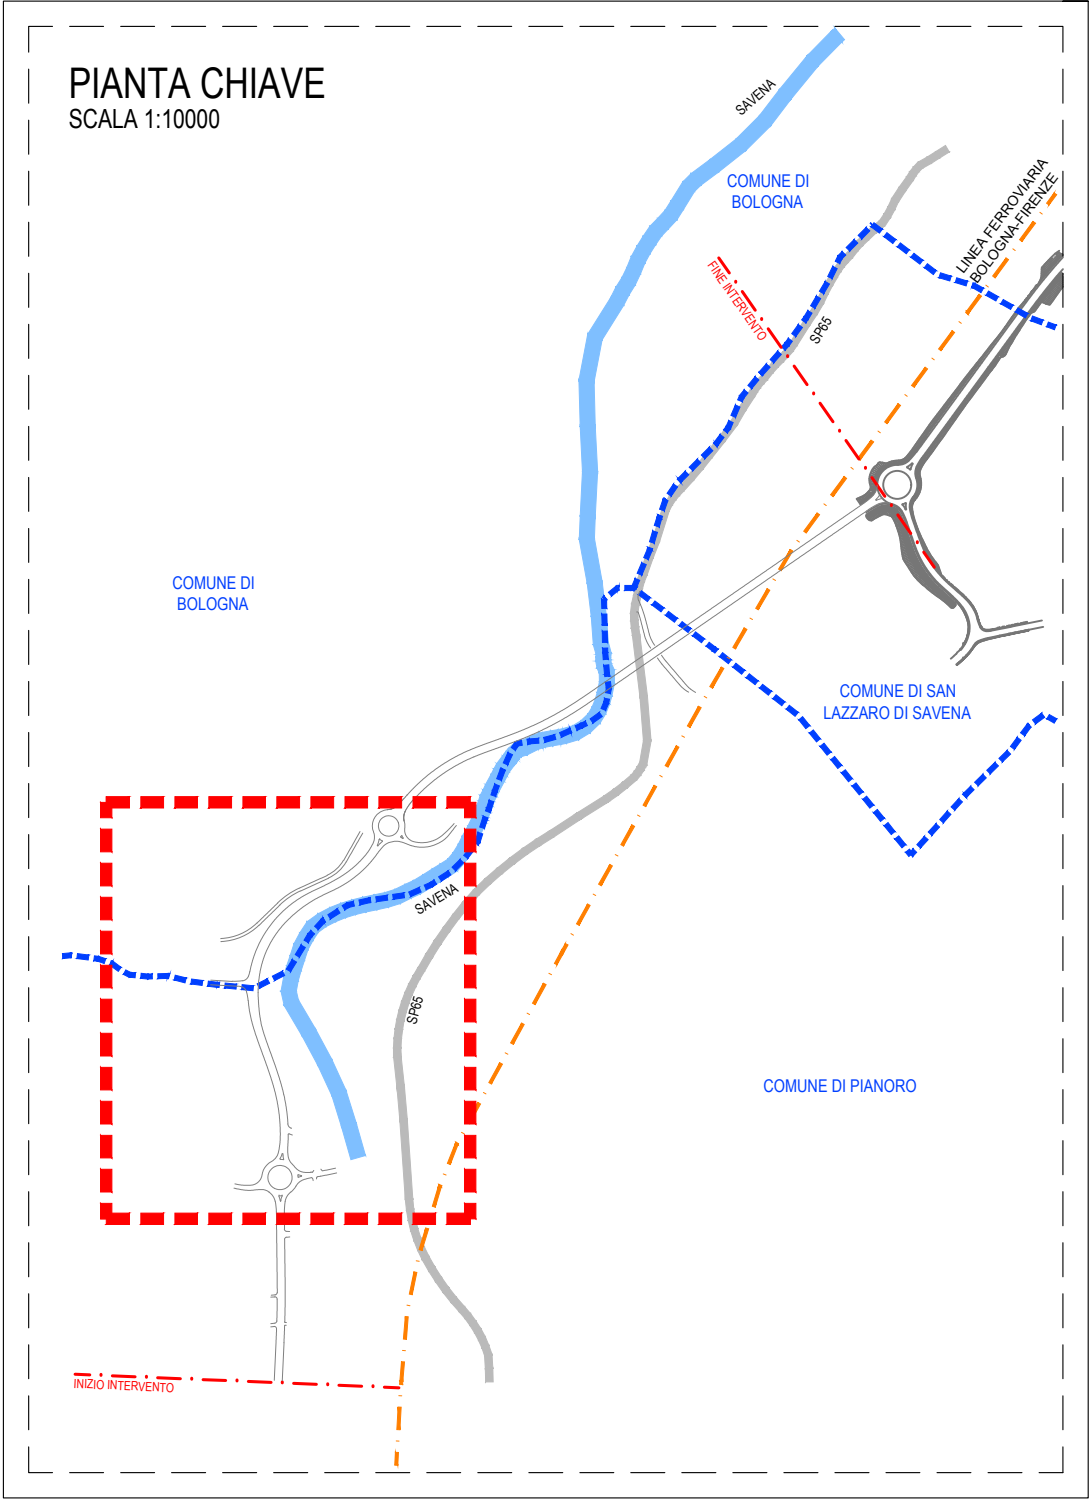 PIANTA CHIAVE
SCALA 1:10000
SAVENA
COMUNE DI
BOLOGNA
LINEA FERROVIARIA
BOLOGNA-FIRENZE
FINE INTERVENTO
SP65
COMUNE DI
BOLOGNA
COMUNE DI SAN
LAZZARO DI SAVENA
SAVENA
SP65
COMUNE DI PIANORO
INIZIO INTERVENTO